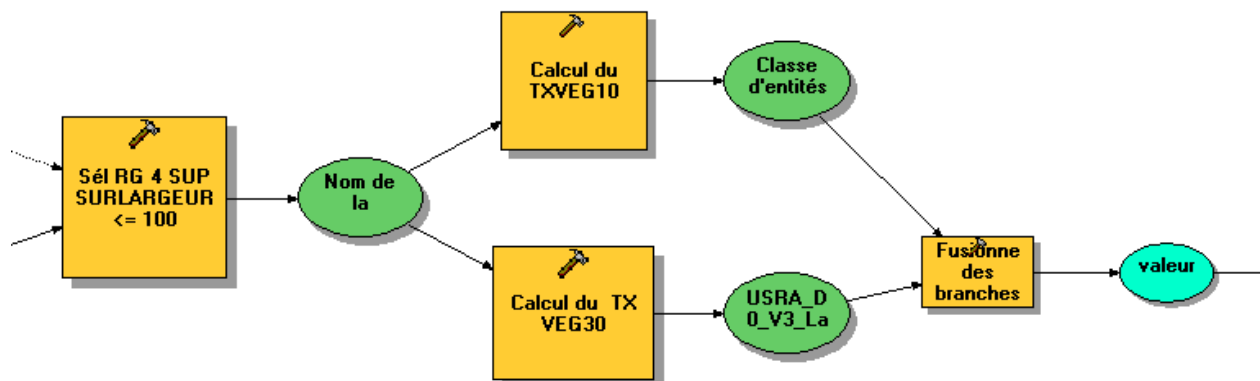 Sél RG 4 SUP
SURLARGEUR
<= 100
Nom de
la
Calcul du
TXVEG10
Classe
d'entités
Calcul du TX
VEG30
USRA_D
0_V3_La
Fusionne
des
branches
valeur